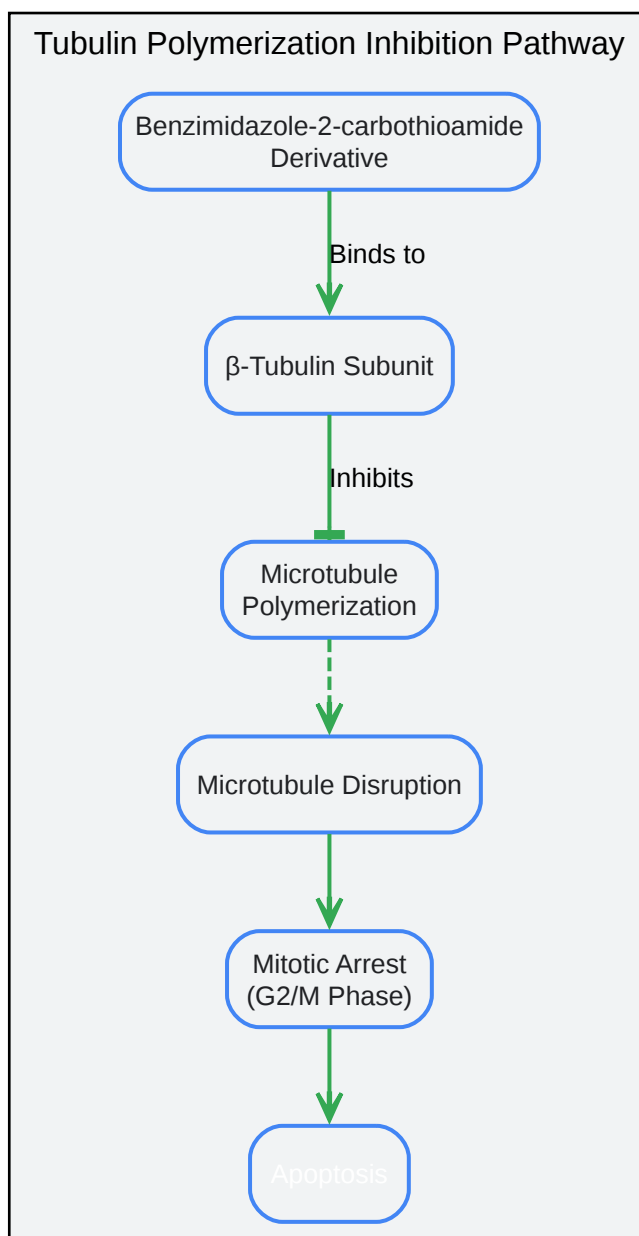 Tubulin Polymerization Inhibition Pathway
Benzimidazole-2-carbothioamide
Derivative
Binds to
β-Tubulin Subunit
Inhibits
Microtubule
Polymerization
Microtubule Disruption
Mitotic Arrest
(G2/M Phase)
Apoptosis